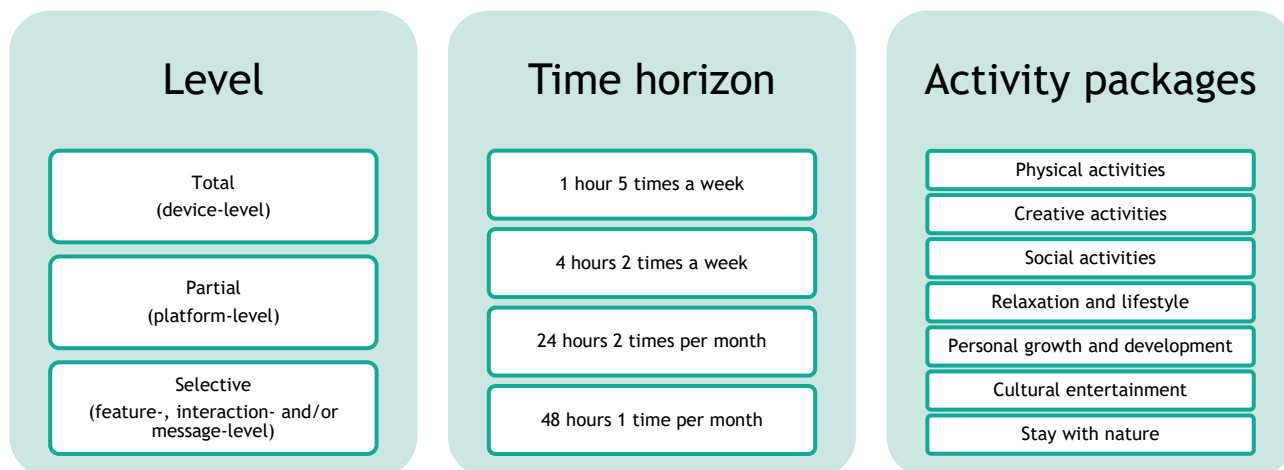 Level
Total
(device-level)
Partial
(platform-level)
Selective
(feature-, interaction- and/or
message-level)
Time horizon
1 hour 5 times a week
4 hours 2 times a week
24 hours 2 times per month
48 hours 1 time per month
Activity packages
Physical activities
Creative activities
Social activities
Relaxation and lifestyle
Personal growth and development
Cultural entertainment
Stay with nature